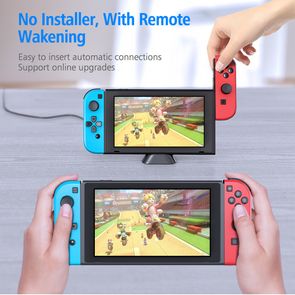 No Installer, With Remote
Wakening
Easy to insert automatic connections
Support online upgrades